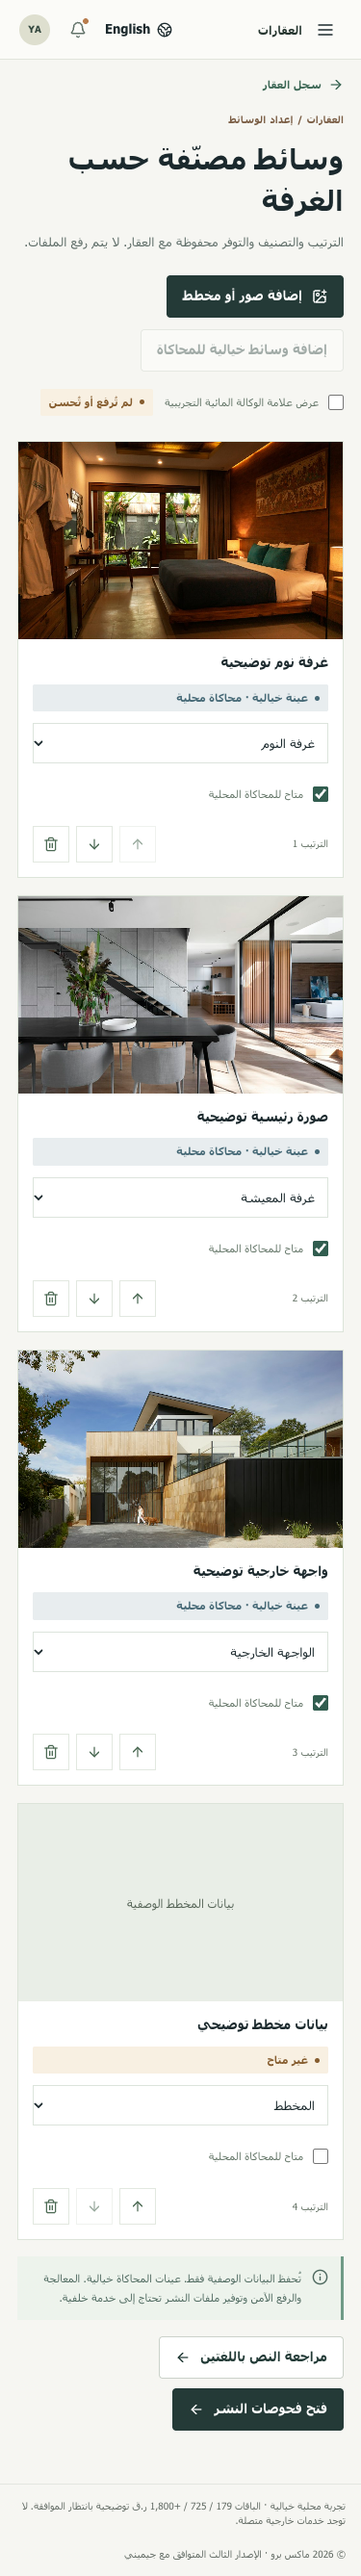 العقارات
English
YA
سجل العقار
العقارات / إعداد الوسائط
وسائط مصنّفة حسب
الغرفة
الترتيب والتصنيف والتوفر محفوظة مع العقار. لا يتم رفع الملفات.
إضافة صور أو مخطط
إضافة وسائط خيالية للمحاكاة
عرض علامة الوكالة المائية التجريبية
لم تُرفع أو تُحسن
غرفة نوم توضيحية
عينة خيالية · محاكاة محلية
غرفة النوم
متاح للمحاكاة المحلية
الترتيب 1
صورة رئيسية توضيحية
عينة خيالية · محاكاة محلية
غرفة المعيشة
متاح للمحاكاة المحلية
الترتيب 2
واجهة خارجية توضيحية
عينة خيالية · محاكاة محلية
الواجهة الخارجية
متاح للمحاكاة المحلية
الترتيب 3
بيانات المخطط الوصفية
بيانات مخطط توضيحي
غير متاح
المخطط
متاح للمحاكاة المحلية
الترتيب 4
تُحفظ البيانات الوصفية فقط. عينات المحاكاة خيالية. المعالجة
والرفع الآمن وتوفير ملفات النشر تحتاج إلى خدمة خلفية.
مراجعة النص باللغتين
فتح فحوصات النشر
تجربة محلية خيالية · الباقات 179 / 725 / +1,800 ر.ق توضيحية بانتظار الموافقة. لا
توجد خدمات خارجية متصلة.
© 2026 ماكس برو · الإصدار الثالث المتوافق مع جيميني